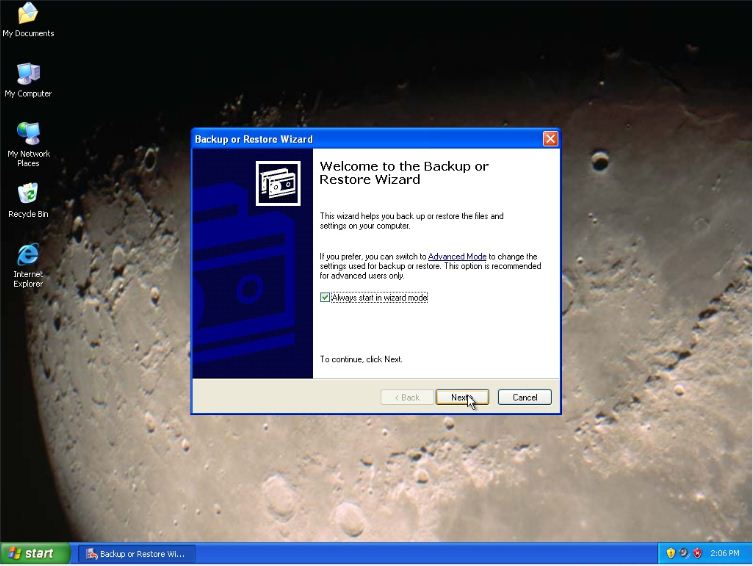 My Documents
My Computer
My Network
Places
Recycle Bin
Internet
Explorer
Backup or Restore Wizard
Welcome to the Backup or
Restore Wizard
This wizard helps you back up or restore the files and
settings on your computer.
If you prefer, you can switch to Advanced Mode to change the
settings used for backup or restore. This option is recommended
for advanced users only.
Always start in wizard mode
To continue, click Next.
< Back
Next
Cancel
start
Backup or Restore Wi...
2:06 PM